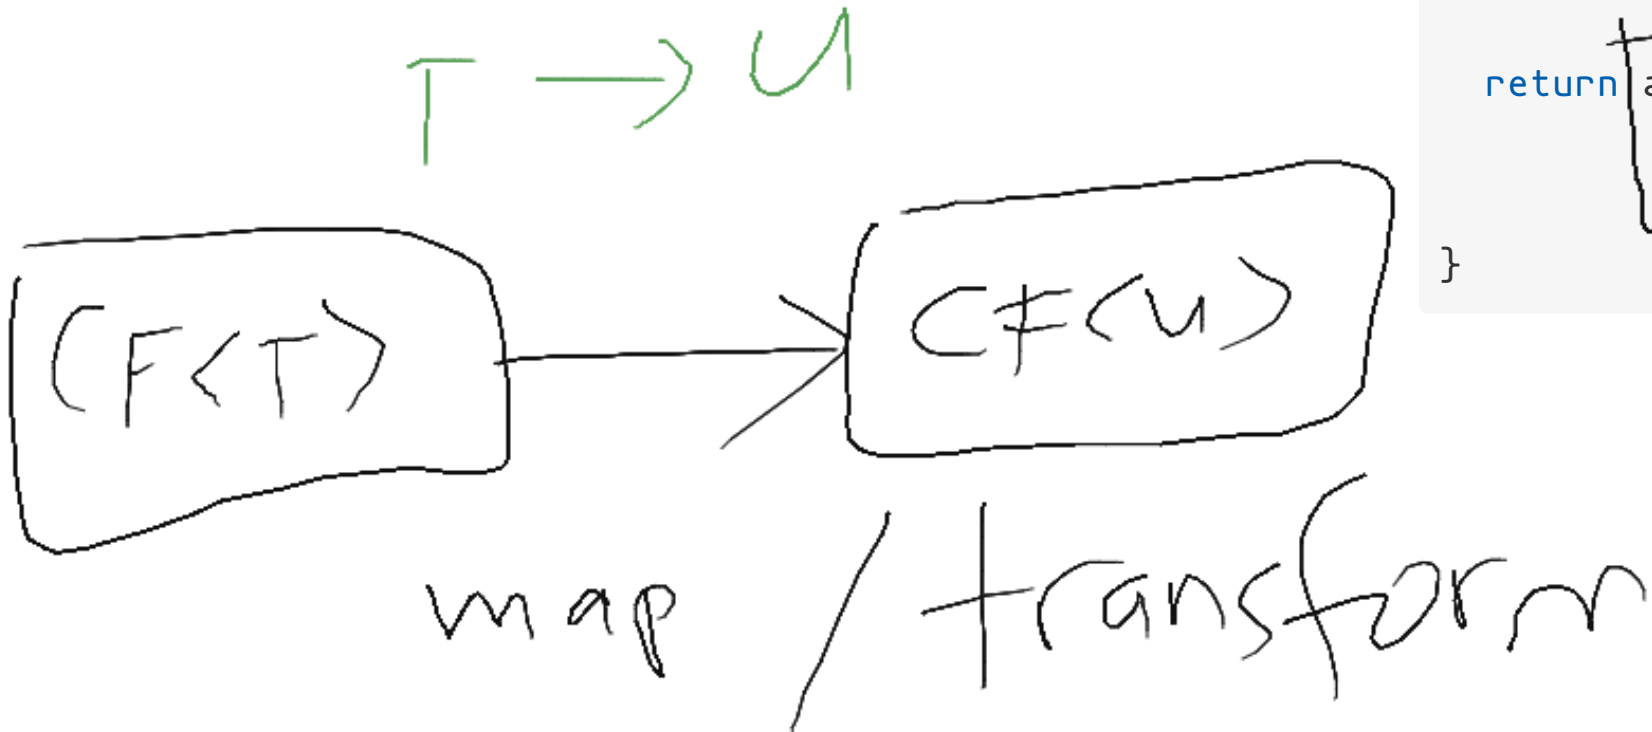 T → U
return
}
CF<T>
CF<U>
map / transform